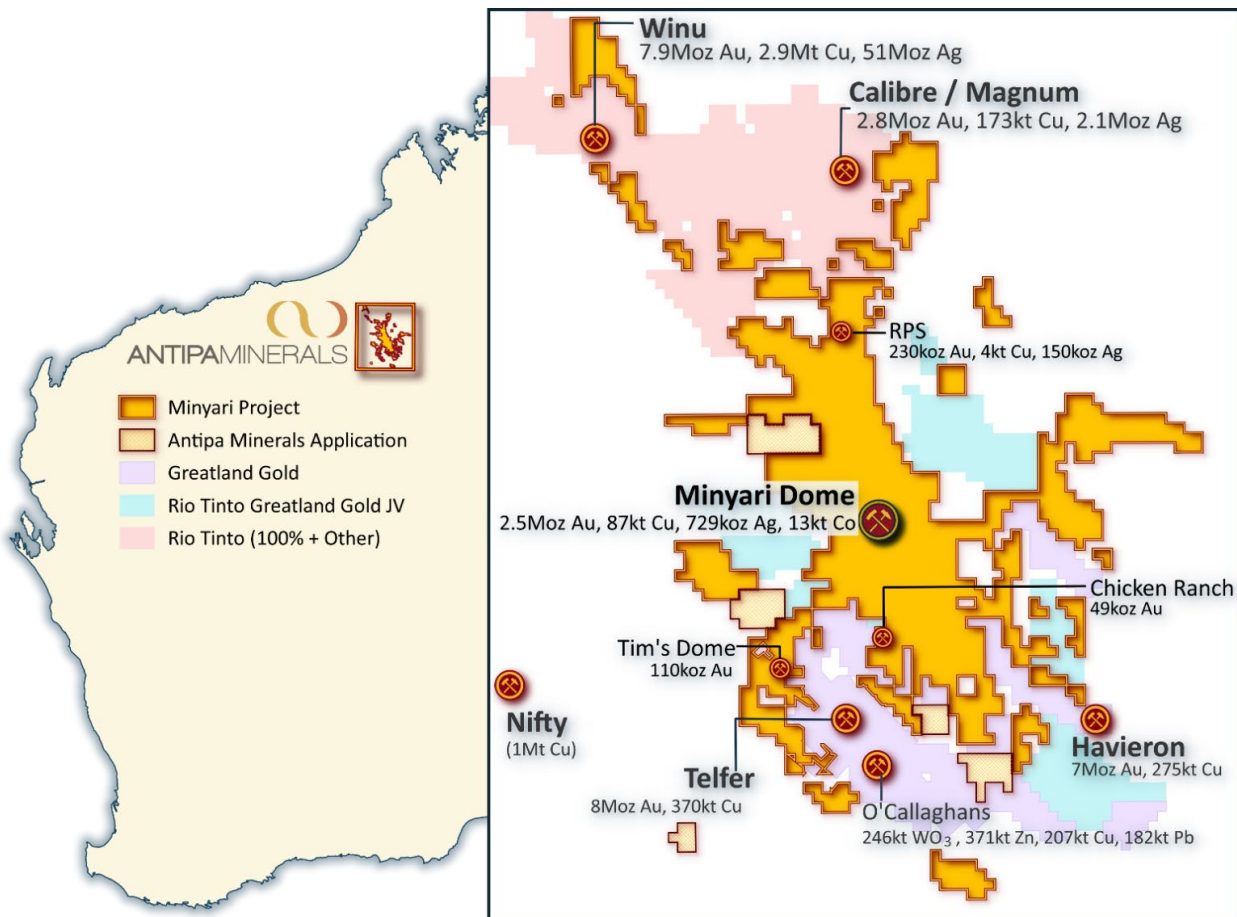 Winu
7.9Moz Au, 2.9Mt Cu, 51Moz Ag
Calibre / Magnum
2.8Moz Au, 173kt Cu, 2.1Moz Ag
ANTIPAMINERALS
Minyari Project
Antipa Minerals Application
Greatland Gold
Rio Tinto Greatland Gold JV
Rio Tinto (100% + Other)
RPS
230koz Au, 4kt Cu, 150koz Ag
Minyari Dome
2.5Moz Au, 87kt Cu, 729koz Ag, 13kt Co
Chicken Ranch
49koz Au
Tim's Dome
110koz Au
Nifty
(1Mt Cu)
Telfer
8Moz Au, 370kt Cu
Havieron
7Moz Au, 275kt Cu
O'Callaghans
246kt WO₃ , 371kt Zn, 207kt Cu, 182kt Pb